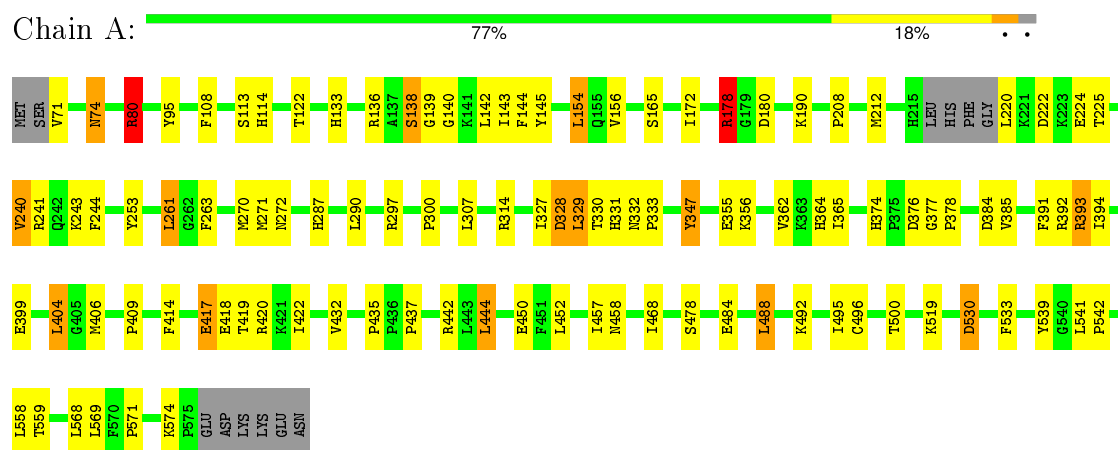 Chain A:
77% 18% • •
MET SER V71 N74 R80 Y95 F108 S113 H114 T122 H133 R136 A137 S138 G139 G140 K141 L142 I143 F144 Y145 L154 Q155 V156 S165 I172 R178 G179 D180 K190 P208 M212 H215 LEU HIS PHE GLY L220 K221 D222 K223 E224 T225
V240 R241 Q242 K243 F244 Y253 L261 G262 F263 M270 M271 N272 H287 L290 R297 P300 L307 R314 I327 D328 L329 T330 H331 N332 P333 Y347 E355 K356 V362 K363 H364 I365 H374 P375 D376 G377 P378 D384 V385 F391 R392 R393 I394
E399 L404 G405 M406 P409 F414 E417 E418 T419 R420 K421 I422 V432 P435 P436 P437 R442 L443 L444 E450 F451 L452 I457 N458 I468 S478 E484 L488 K492 I495 C496 T500 K519 D530 F533 Y539 G540 L541 P542
L558 T559 L568 L569 F570 P571 K574 P575 GLU ASP LYS LYS GLU ASN